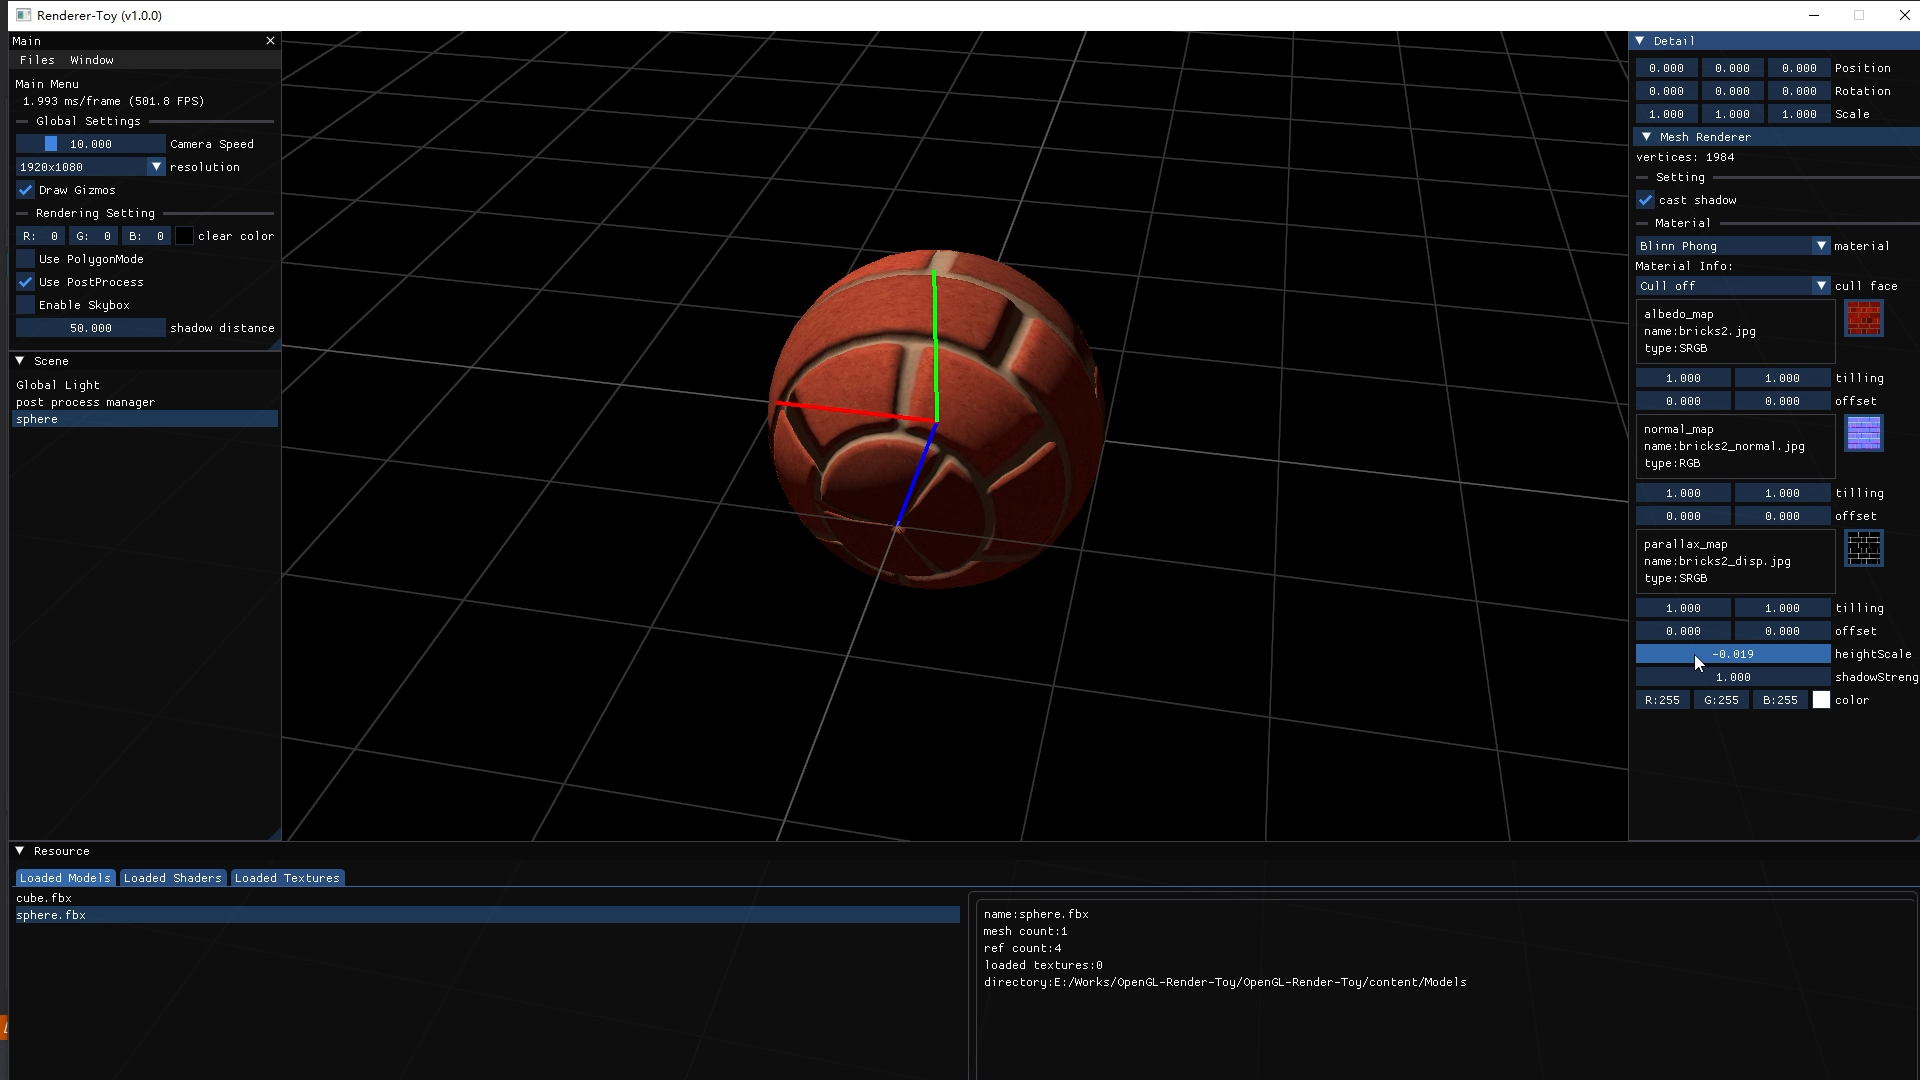 Renderer-Toy (v1.0.0)
Main
Files Window
Main Menu
1.993 ms/frame (501.8 FPS)
Global Settings
10.000 Camera Speed
1920x1080 resolution
Draw Gizmos
Rendering Setting
R: 0 G: 0 B: 0 clear color
Use PolygonMode
Use PostProcess
Enable Skybox
50.000 shadow distance
Scene
Global Light
post process manager
sphere
Detail
0.000 0.000 0.000 Position
0.000 0.000 0.000 Rotation
1.000 1.000 1.000 Scale
Mesh Renderer
vertices: 1984
Setting
cast shadow
Material
Blinn Phong material
Material Info:
Cull off cull face
albedo_map
name:bricks2.jpg
type:SRGB
1.000 1.000 tilling
0.000 0.000 offset
normal_map
name:bricks2_normal.jpg
type:RGB
1.000 1.000 tilling
0.000 0.000 offset
parallax_map
name:bricks2_disp.jpg
type:SRGB
1.000 1.000 tilling
0.000 0.000 offset
-0.019 heightScale
1.000 shadowStreng
R:255 G:255 B:255 color
Resource
Loaded Models Loaded Shaders Loaded Textures
cube.fbx
sphere.fbx
name:sphere.fbx
mesh count:1
ref count:4
loaded textures:0
directory:E:/Works/OpenGL-Render-Toy/OpenGL-Render-Toy/content/Models